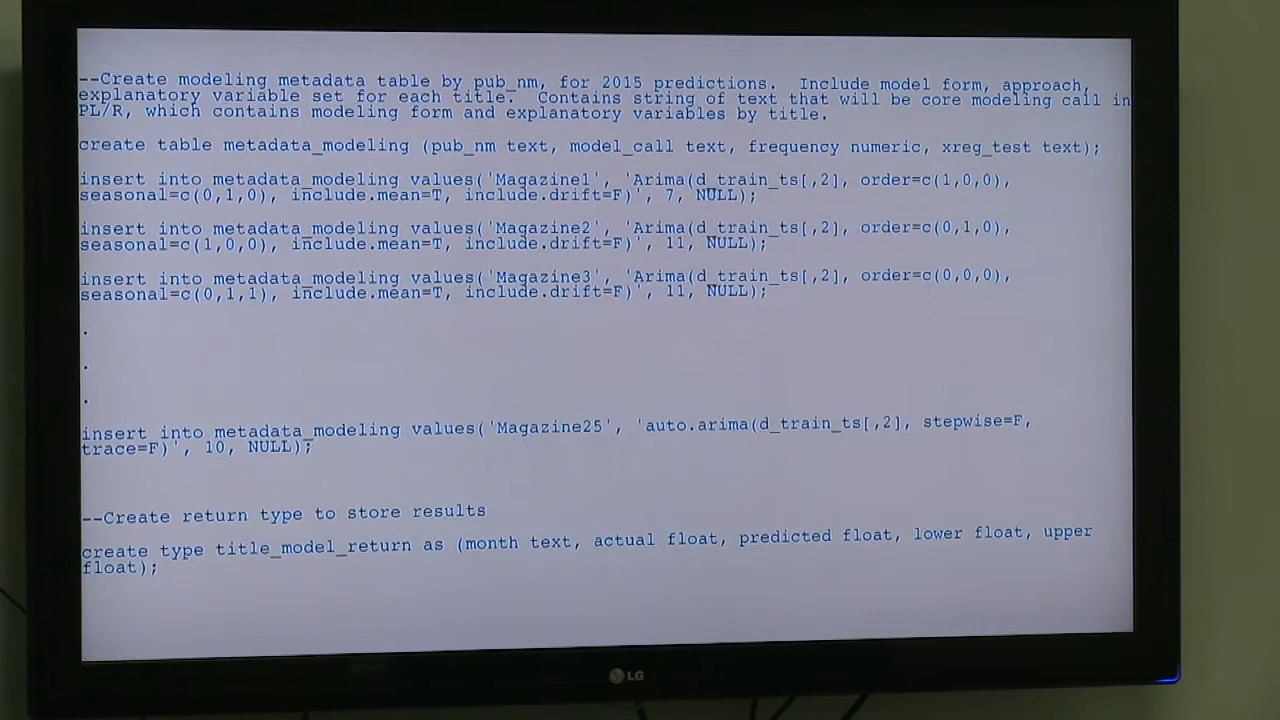 --Create modeling metadata table by pub_nm, for 2015 predictions.  Include model form, approach,
explanatory variable set for each title.  Contains string of text that will be core modeling call in
PL/R, which contains modeling form and explanatory variables by title.
create table metadata_modeling (pub_nm text, model_call text, frequency numeric, xreg_test text);
insert into metadata_modeling values('Magazine1', 'Arima(d_train_ts[,2], order=c(1,0,0),
seasonal=c(0,1,0), include.mean=T, include.drift=F)', 7, NULL);
insert into metadata_modeling values('Magazine2', 'Arima(d_train_ts[,2], order=c(0,1,0),
seasonal=c(1,0,0), include.mean=T, include.drift=F)', 11, NULL);
insert into metadata_modeling values('Magazine3', 'Arima(d_train_ts[,2], order=c(0,0,0),
seasonal=c(0,1,1), include.mean=T, include.drift=F)', 11, NULL);
.
.
.
insert into metadata_modeling values('Magazine25', 'auto.arima(d_train_ts[,2], stepwise=F,
trace=F)', 10, NULL);
--Create return type to store results
create type title_model_return as (month text, actual float, predicted float, lower float, upper
float);
LG